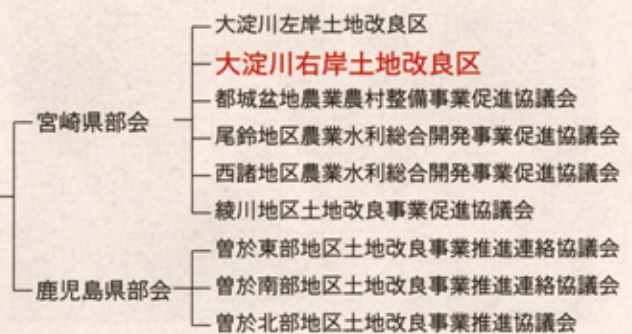 宮崎県部会
大淀川左岸土地改良区
大淀川右岸土地改良区
都城盆地農業農村整備事業促進協議会
尾鈴地区農業水利総合開発事業促進協議会
西諸地区農業水利総合開発事業促進協議会
綾川地区土地改良事業促進協議会
鹿児島県部会
曽於東部地区土地改良事業推進連絡協議会
曽於南部地区土地改良事業推進連絡協議会
曽於北部地区土地改良事業推進協議会